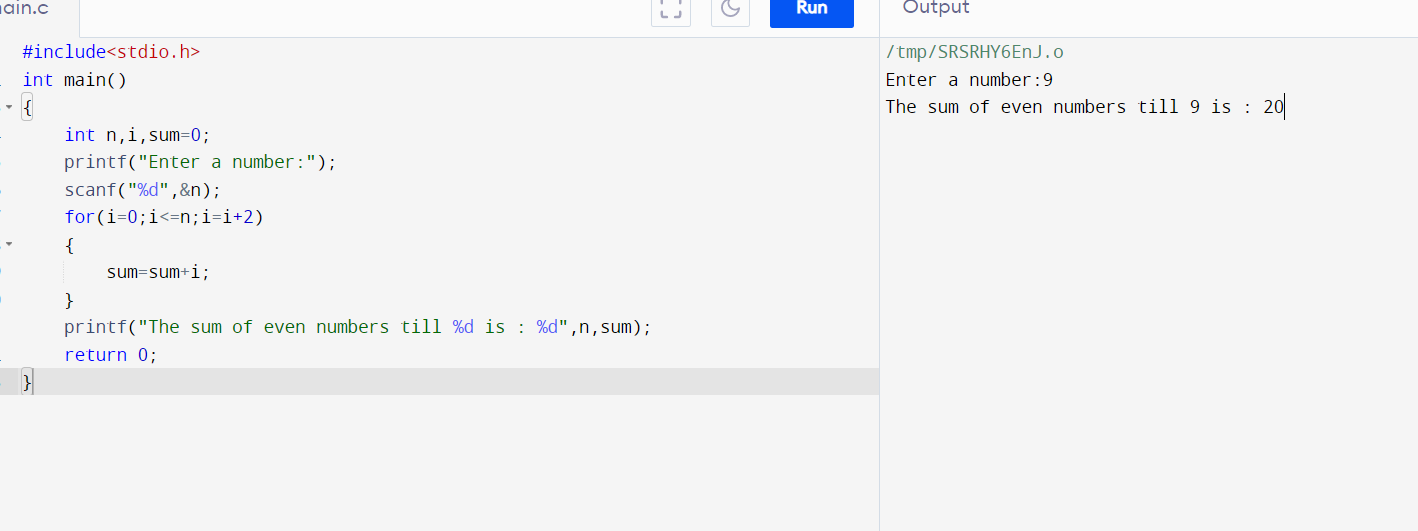 Run
Output
#include<stdio.h>
int main()
{
int n,i,sum=0;
printf("Enter a number:");
scanf("%d",&n);
for(i=0;i<=n;i=i+2)
{
sum=sum+i;
}
printf("The sum of even numbers till %d is : %d",n,sum);
return 0;
}
/tmp/SRSRHY6EnJ.o
Enter a number:9
The sum of even numbers till 9 is : 20